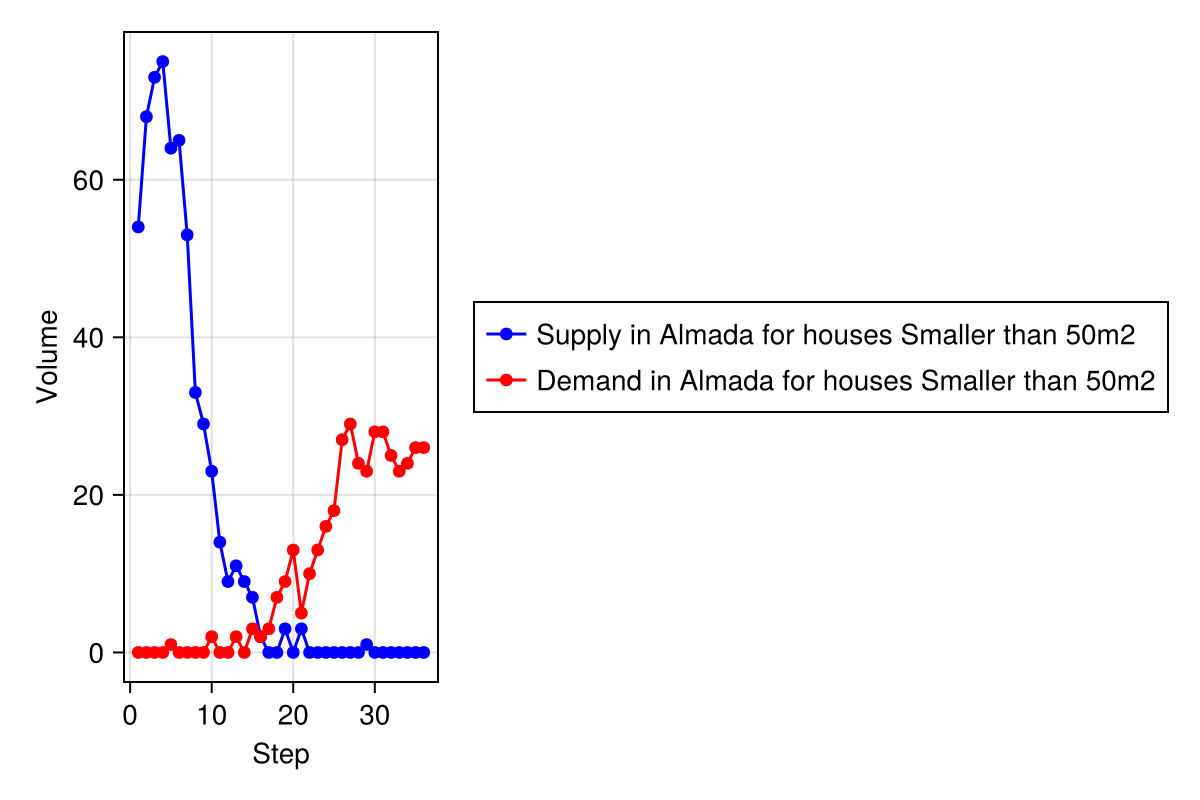 Volume
60
40
20
0
0 10 20 30
Step
Supply in Almada for houses Smaller than 50m2
Demand in Almada for houses Smaller than 50m2